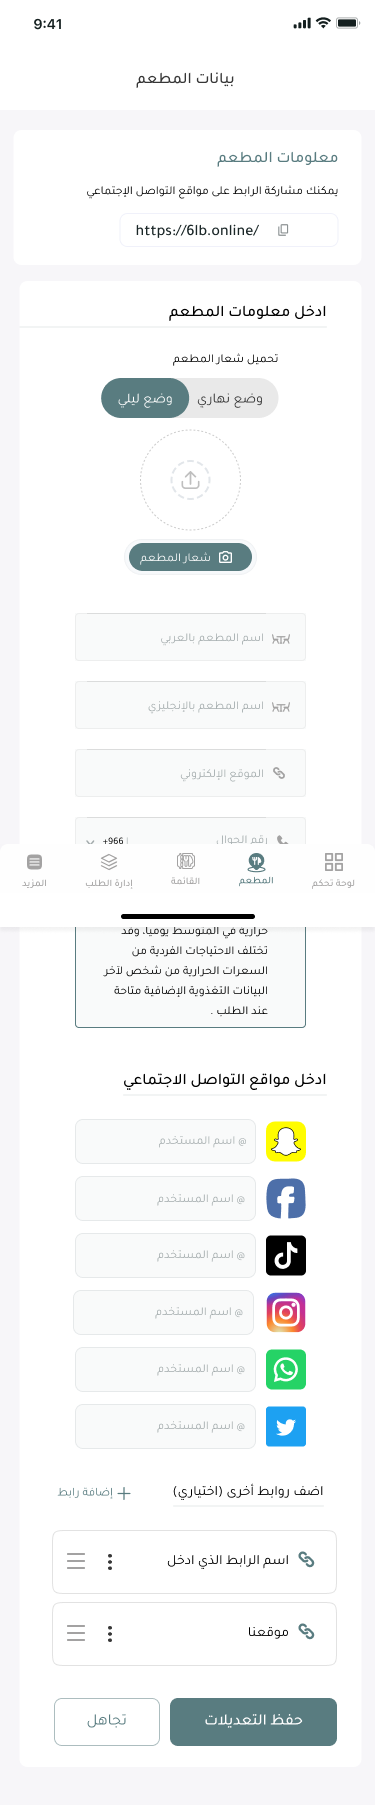 9:41
بيانات المطعم
معلومات المطعم
يمكنك مشاركة الرابط على مواقع التواصل الإجتماعي
https://6lb.online/
ادخل معلومات المطعم
تحميل شعار المطعم
وضع نهاري
وضع ليلي
شعار المطعم
اسم المطعم بالعربي
اسم المطعم بالإنجليزي
الموقع الإلكتروني
رقم الجوال
+966
لوحة تحكم
المطعم
القائمة
إدارة الطلب
المزيد
حرارية في المتوسط يوميا، وقد
تختلف الاحتياجات الفردية من
السعرات الحرارية من شخص لآخر
البيانات التغذوية الإضافية متاحة
عند الطلب .
ادخل مواقع التواصل الاجتماعي
@ اسم المستخدم
@ اسم المستخدم
@ اسم المستخدم
@ اسم المستخدم
@ اسم المستخدم
@ اسم المستخدم
اضف روابط أخرى (اختياري)
إضافة رابط
اسم الرابط الذي ادخل
موقعنا
حفظ التعديلات
تجاهل